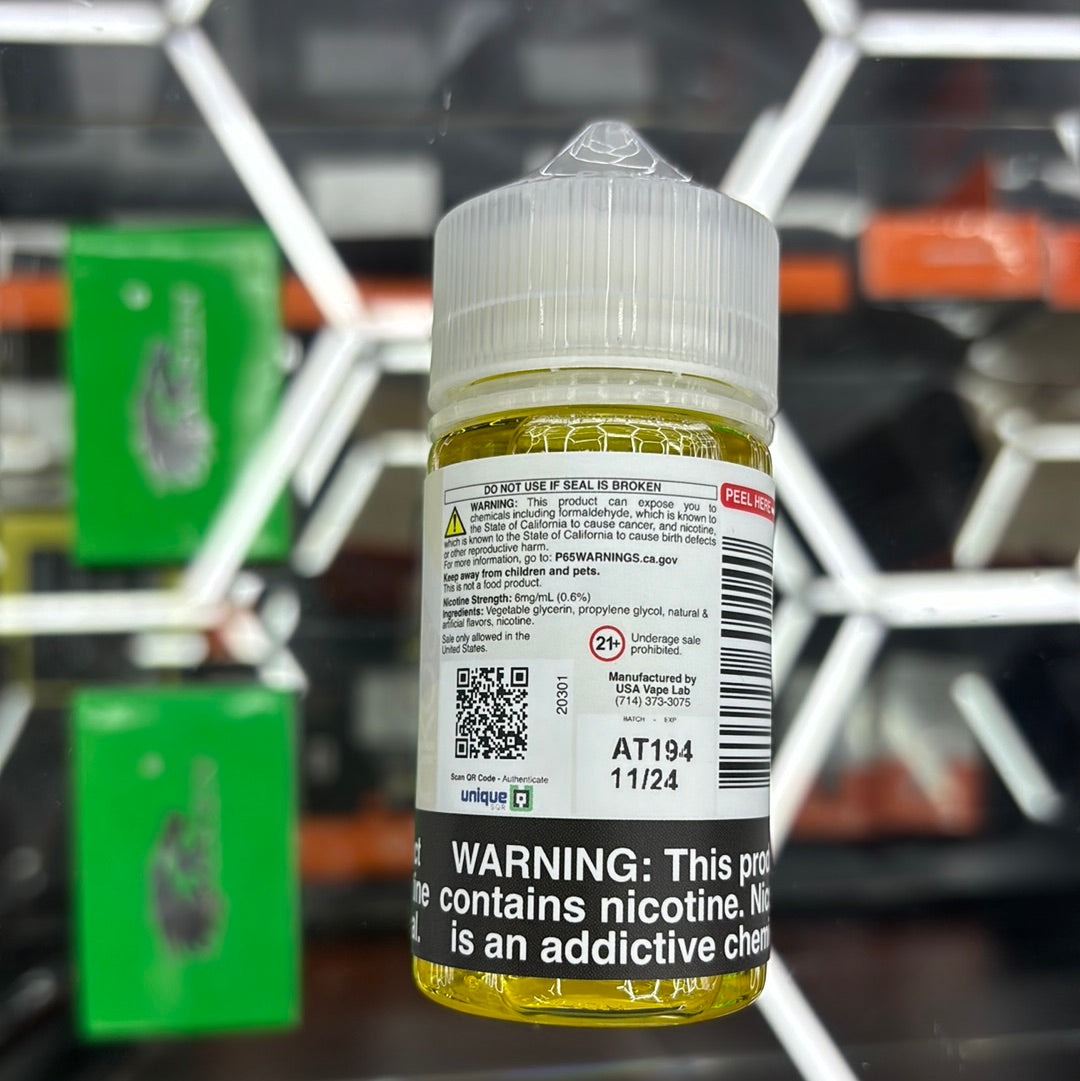 DO NOT USE IF SEAL IS BROKEN
PEEL HERE
WARNING: This product can expose you to
chemicals including formaldehyde, which is known to
the State of California to cause cancer, and nicotine,
which is known to the State of California to cause birth defects
or other reproductive harm.
For more information, go to: P65WARNINGS.ca.gov
Keep away from children and pets.
This is not a food product.
Nicotine Strength: 6mg/mL (0.6%)
Ingredients: Vegetable glycerin, propylene glycol, natural &
artificial flavors, nicotine.
Sale only allowed in the
United States.
21+
Underage sale
prohibited.
20301
Manufactured by
USA Vape Lab
(714) 373-3075
BATCH - EXP
AT194
11/24
Scan QR Code - Authenticate
unique
SQR
WARNING: This prod
contains nicotine. Nic
is an addictive chem